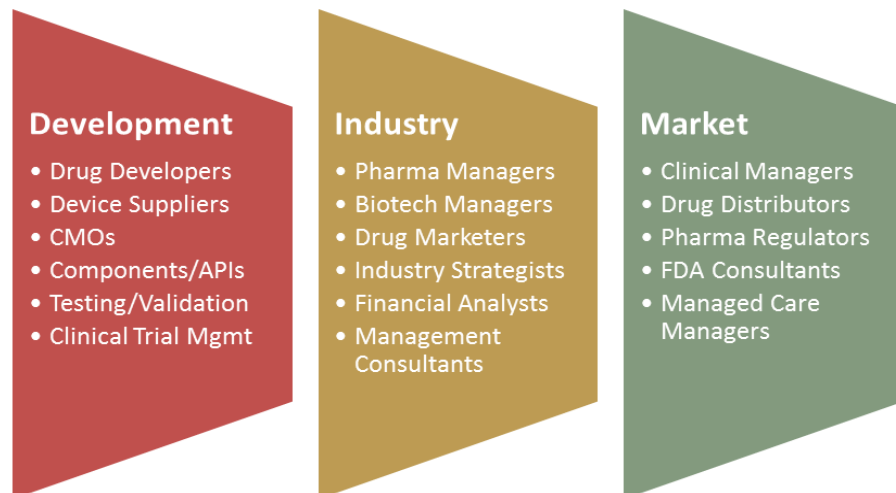 Development
• Drug Developers
• Device Suppliers
• CMOs
• Components/APIs
• Testing/Validation
• Clinical Trial Mgmt
Industry
• Pharma Managers
• Biotech Managers
• Drug Marketers
• Industry Strategists
• Financial Analysts
• Management
Consultants
Market
• Clinical Managers
• Drug Distributors
• Pharma Regulators
• FDA Consultants
• Managed Care
Managers